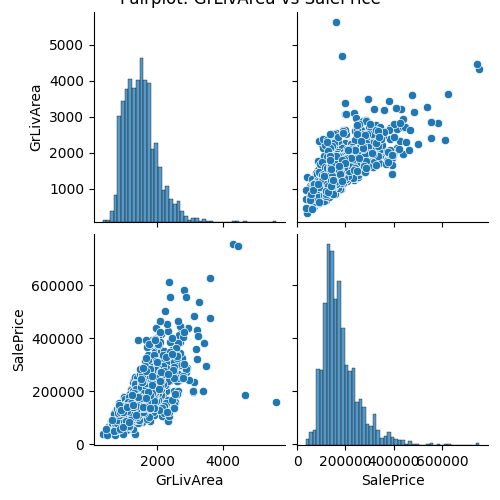 Pairplot: GrLivArea vs SalePrice
5000
4000
3000
2000
1000
GrLivArea
600000
400000
200000
0
SalePrice
2000 4000
GrLivArea
0 200000 400000 600000
SalePrice